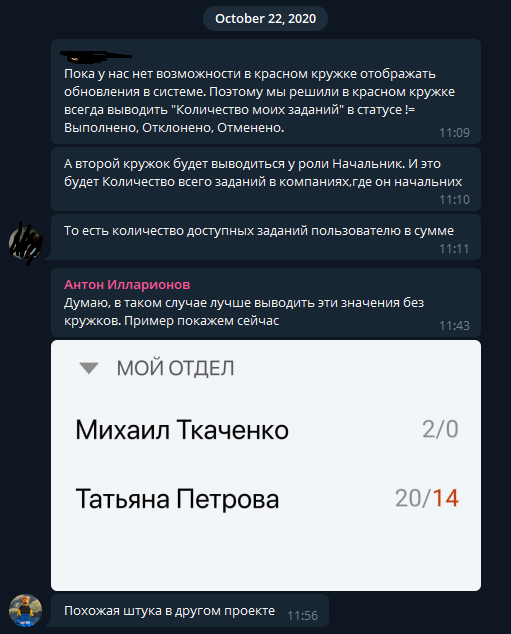 October 22, 2020
Пока у нас нет возможности в красном кружке отображать
обновления в системе. Поэтому мы решили в красном кружке
всегда выводить "Количество моих заданий" в статусе !=
Выполнено, Отклонено, Отменено.
11:09
А второй кружок будет выводиться у роли Начальник. И это
будет Количество всего заданий в компаниях,где он начальних
11:10
То есть количество доступных заданий пользователю в сумме
11:11
Антон Илларионов
Думаю, в таком случае лучше выводить эти значения без
кружков. Пример покажем сейчас
11:43
МОЙ ОТДЕЛ
Михаил Ткаченко 2/0
Татьяна Петрова 20/14
Похожая штука в другом проекте 11:56